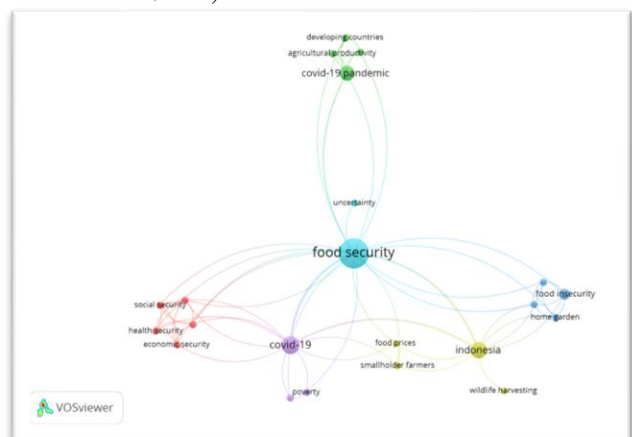 developing countries
agricultural productivity
covid-19 pandemic
uncertainty
food security
food insecurity
social security
home garden
health security
economic security
covid-19
food prices
indonesia
smallholder farmers
poverty
wildlife harvesting
VOSviewer